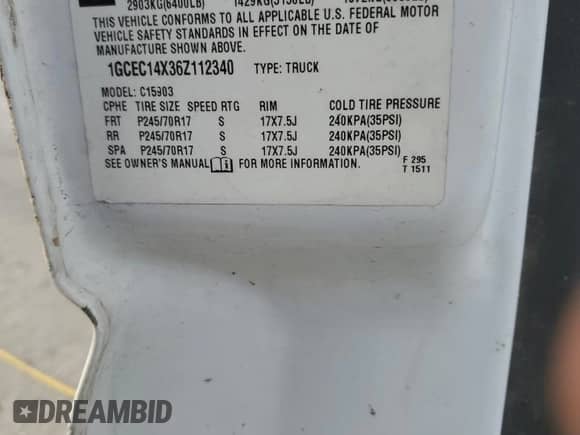 2903KG(6400LB) 1429KG(3150LB)
THIS VEHICLE CONFORMS TO ALL APPLICABLE U.S. FEDERAL MOTOR
VEHICLE SAFETY STANDARDS IN EFFECT ON THE DATE OF
MANUFACTURE SHOWN ABOVE.
1GCEC14X36Z112340 TYPE: TRUCK
MODEL: C15903
CPHE TIRE SIZE SPEED RTG RIM COLD TIRE PRESSURE
FRT P245/70R17 S 17X7.5J 240KPA(35PSI)
RR P245/70R17 S 17X7.5J 240KPA(35PSI)
SPA P245/70R17 S 17X7.5J 240KPA(35PSI)
SEE OWNER'S MANUAL FOR MORE INFORMATION.
F 295
T 1511
DREAMBID